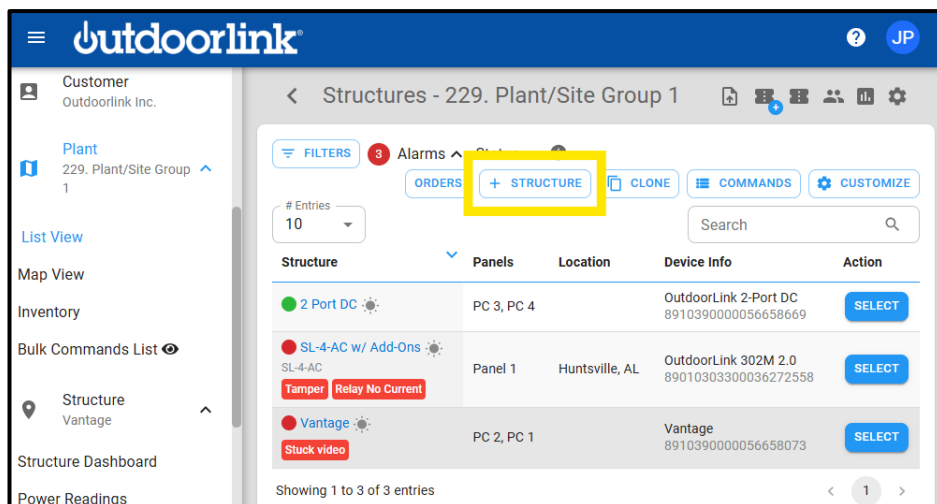 outdoorlink®
? JP
Customer
Outdoorlink Inc.
Plant
229. Plant/Site Group
1
List View
Map View
Inventory
Bulk Commands List
Structure
Vantage
Structure Dashboard
Power Readings
Structures - 229. Plant/Site Group 1
FILTERS 3 Alarms
ORDERS + STRUCTURE CLONE COMMANDS CUSTOMIZE
# Entries
10 Search
Structure Panels Location Device Info Action
2 Port DC PC 3, PC 4 OutdoorLink 2-Port DC SELECT
8910390000056658669
SL-4-AC w/ Add-Ons Panel 1 Huntsville, AL OutdoorLink 302M 2.0 SELECT
SL-4-AC 89010303300036272558
Tamper Relay No Current
Vantage PC 2, PC 1 Vantage SELECT
Stuck video 8910390000056658073
Showing 1 to 3 of 3 entries < 1 >